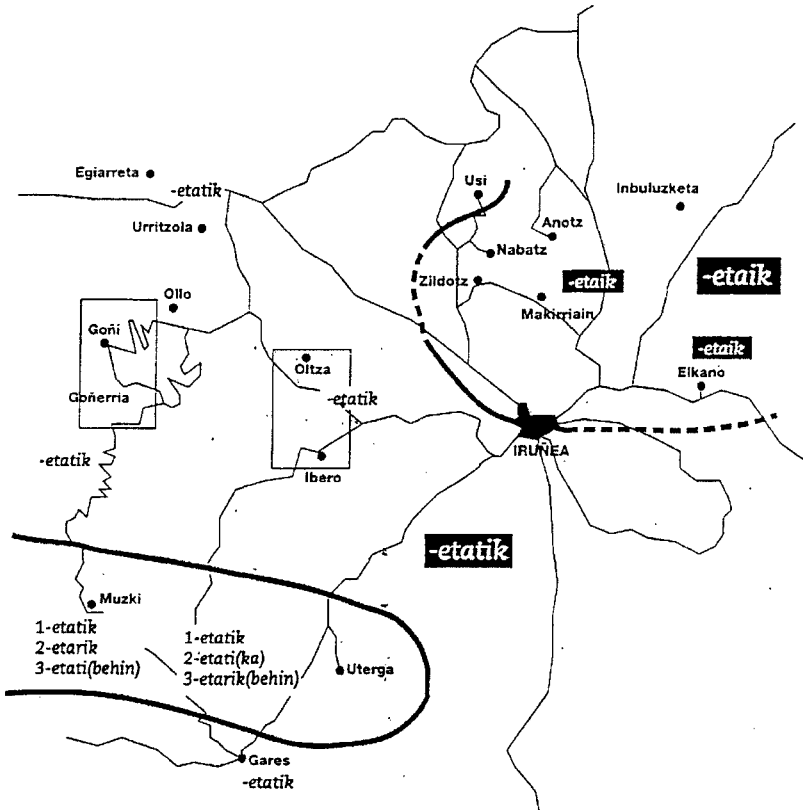 Egiarreta
-etatik
Urritzola
Usi
Inbuluzketa
Anotz
Nabatz
Zildotz
-etaik
Makirriain
-etaik
-etaik
Elkano
Ollo
Goñi
Goñerria
Oltza
-etatik
Ibero
IRUÑEA
-etatik
-etatik
Muzki
1-etatik
2-etarik
3-etati(behin)
1-etatik
2-etati(ka)
3-etarik(behin)
Uterga
Gares
-etatik